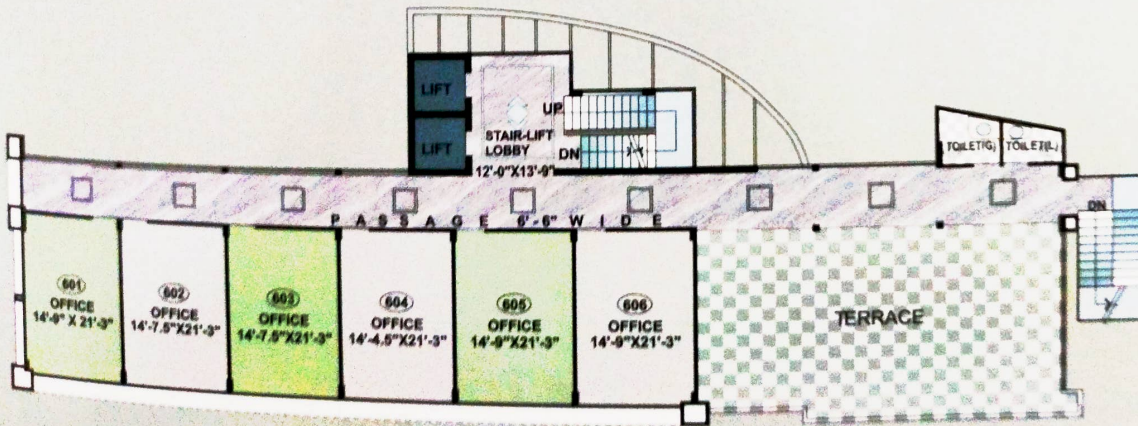 LIFT
LIFT
UP
STAIR-LIFT
LOBBY
DN
12'-0"X13'-9"
TOILET(G)
TOILET(L)
PASSAGE 6'-6" WIDE
DN
601
OFFICE
14'-9" X 21'-3"
602
OFFICE
14'-7.5"X21'-3"
603
OFFICE
14'-7.5"X21'-3"
604
OFFICE
14'-4.5"X21'-3"
605
OFFICE
14'-9"X21'-3"
606
OFFICE
14'-9"X21'-3"
TERRACE